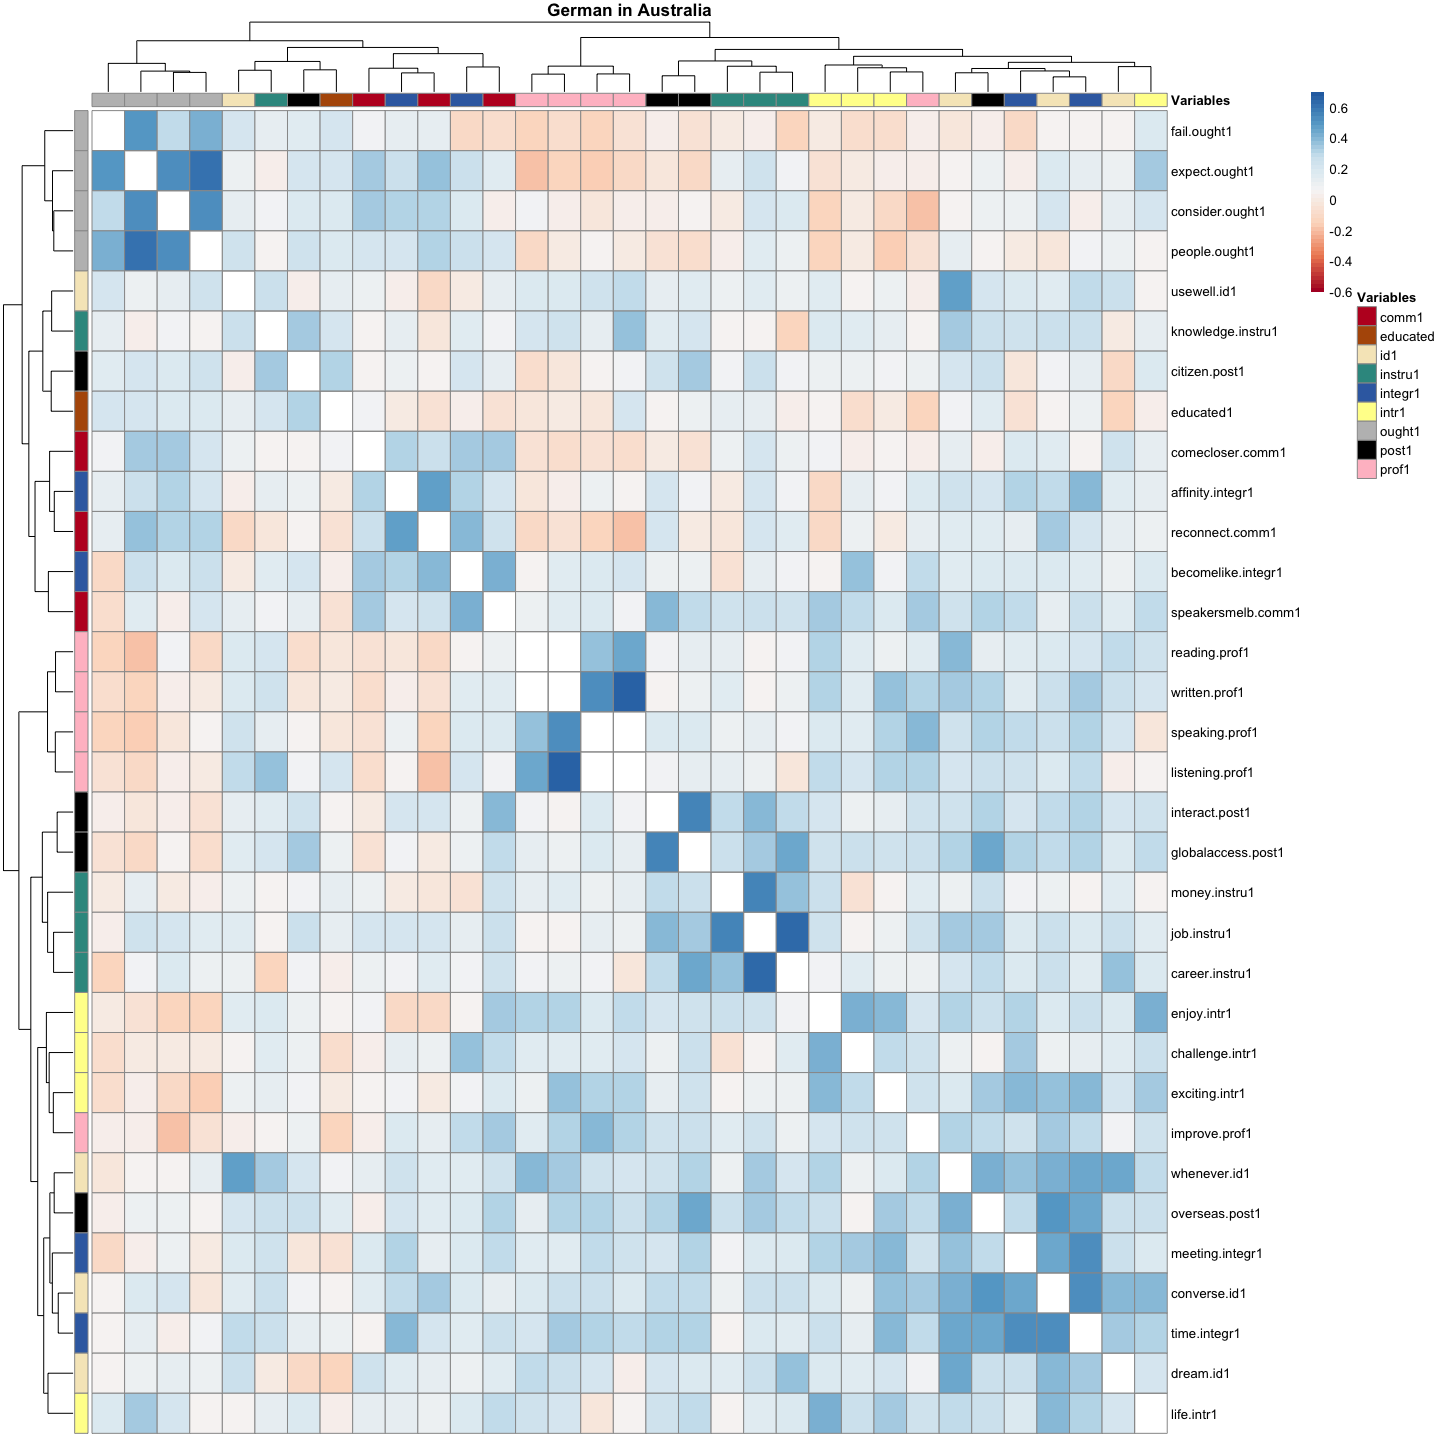 German in Australia
Variables
fail.ought1
expect.ought1
consider.ought1
people.ought1
usewell.id1
knowledge.instru1
citizen.post1
educated1
comecloser.comm1
affinity.integr1
reconnect.comm1
becomelike.integr1
speakersmelb.comm1
reading.prof1
written.prof1
speaking.prof1
listening.prof1
interact.post1
globalaccess.post1
money.instru1
job.instru1
career.instru1
enjoy.intr1
challenge.intr1
exciting.intr1
improve.prof1
whenever.id1
overseas.post1
meeting.integr1
converse.id1
time.integr1
dream.id1
life.intr1
0.6
0.4
0.2
0
-0.2
-0.4
-0.6
Variables
comm1
educated
id1
instru1
integr1
intr1
ought1
post1
prof1